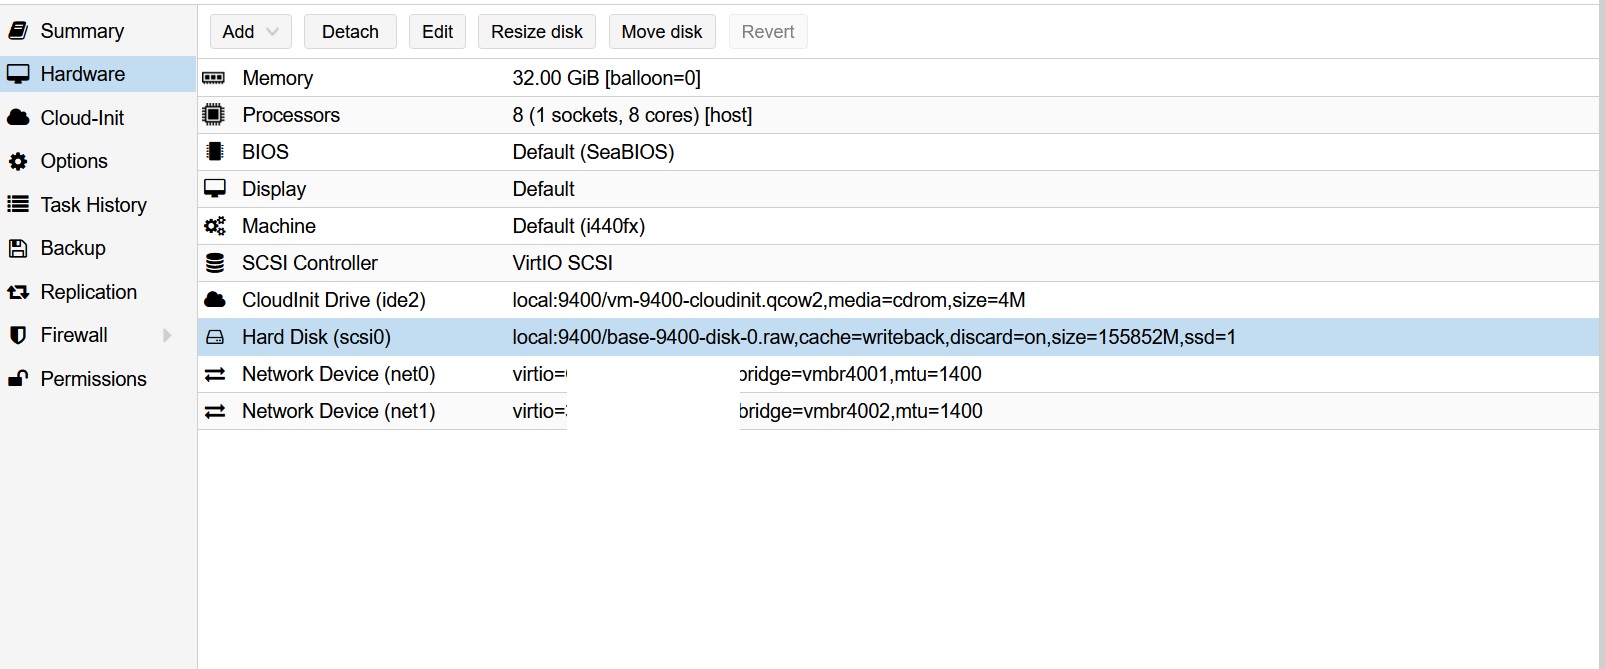 Summary
Hardware
Cloud-Init
Options
Task History
Backup
Replication
Firewall
Permissions
Add Detach Edit Resize disk Move disk Revert
Memory 32.00 GiB [balloon=0]
Processors 8 (1 sockets, 8 cores) [host]
BIOS Default (SeaBIOS)
Display Default
Machine Default (i440fx)
SCSI Controller VirtIO SCSI
CloudInit Drive (ide2) local:9400/vm-9400-cloudinit.qcow2,media=cdrom,size=4M
Hard Disk (scsi0) local:9400/base-9400-disk-0.raw,cache=writeback,discard=on,size=155852M,ssd=1
Network Device (net0) virtio= bridge=vmbr4001,mtu=1400
Network Device (net1) virtio= bridge=vmbr4002,mtu=1400